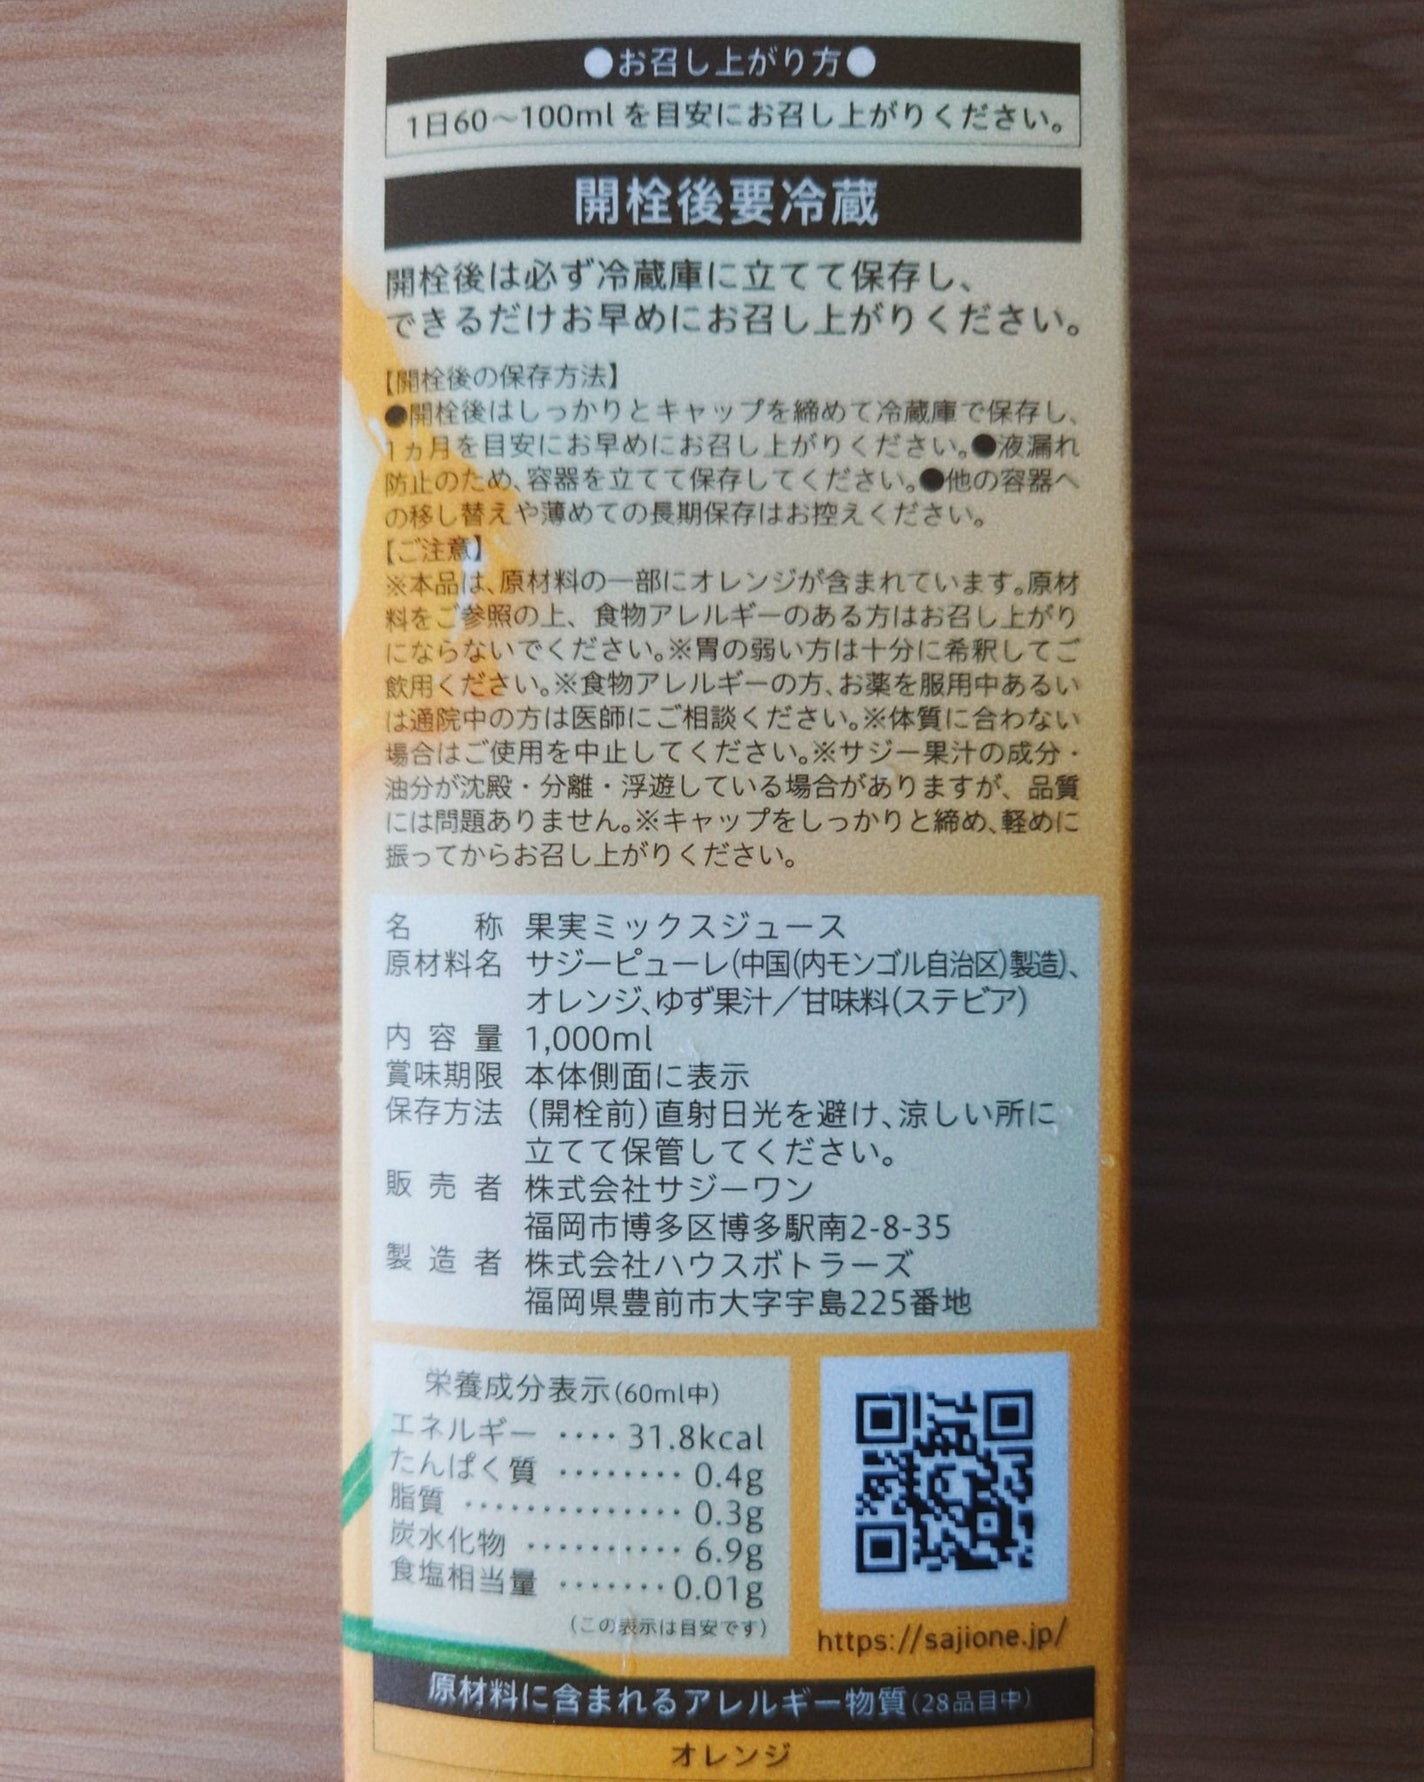 ●お召し上がり方●
1日60～100mlを目安にお召し上がりください。
開栓後要冷蔵
開栓後は必ず冷蔵庫に立てて保存し、
できるだけお早めにお召し上がりください。
【開栓後の保存方法】
●開栓後はしっかりとキャップを締めて冷蔵庫で保存し、
1ヵ月を目安にお早めにお召し上がりください。●液漏れ
防止のため、容器を立てて保存してください。●他の容器へ
の移し替えや薄めての長期保存はお控えください。
【ご注意】
※本品は、原材料の一部にオレンジが含まれています。原材
料をご参照の上、食物アレルギーのある方はお召し上がり
にならないでください。※胃の弱い方は十分に希釈してご
飲用ください。※食物アレルギーの方、お薬を服用中あるい
は通院中の方は医師にご相談ください。※体質に合わない
場合はご使用を中止してください。※サジー果汁の成分・
油分が沈殿・分離・浮遊している場合がありますが、品質
には問題ありません。※キャップをしっかりと締め、軽めに
振ってからお召し上がりください。
名称 果実ミックスジュース
原材料名 サジーピューレ(中国(内モンゴル自治区)製造)、
オレンジ、ゆず果汁／甘味料(ステビア)
内容量 1,000ml
賞味期限 本体側面に表示
保存方法 (開栓前)直射日光を避け、涼しい所に
立てて保管してください。
販売者 株式会社サジーワン
福岡市博多区博多駅南2-8-35
製造者 株式会社ハウスボトラーズ
福岡県豊前市大字宇島225番地
栄養成分表示(60ml中)
エネルギー ････ 31.8kcal
たんぱく質 ････････ 0.4g
脂質 ･･････････････ 0.3g
炭水化物 ･･････････ 6.9g
食塩相当量 ･･･････ 0.01g
(この表示は目安です)
https://sajione.jp/
原材料に含まれるアレルギー物質(28品目中)
オレンジ